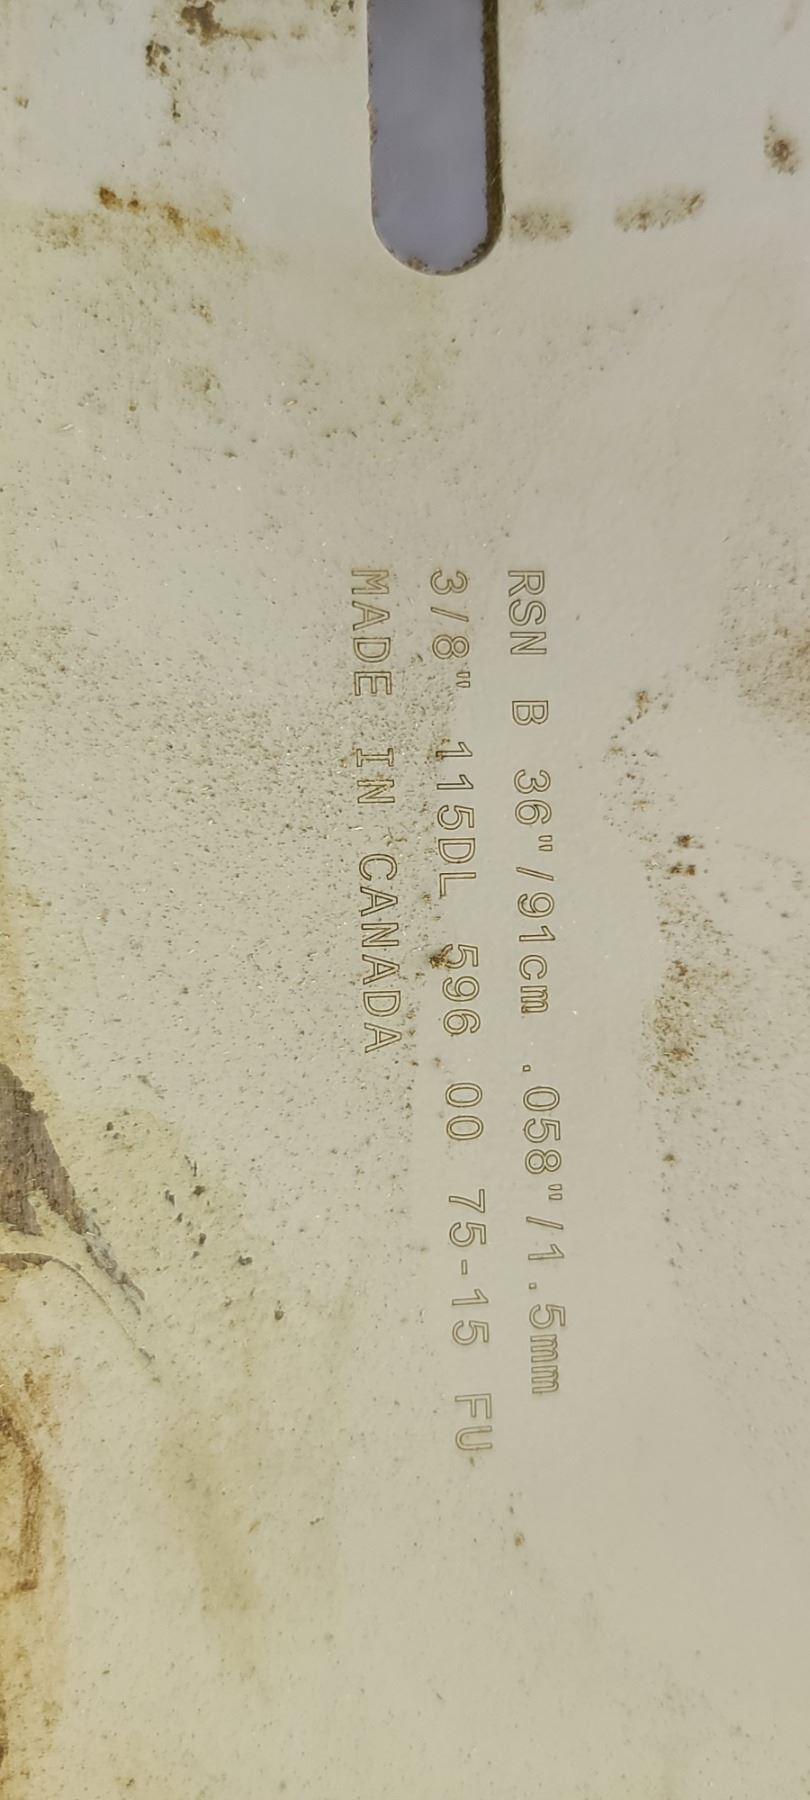 RSN B 36"/91cm .058"/1.5mm
3/8" 115DL 596 00 75-15 FU
MADE IN CANADA